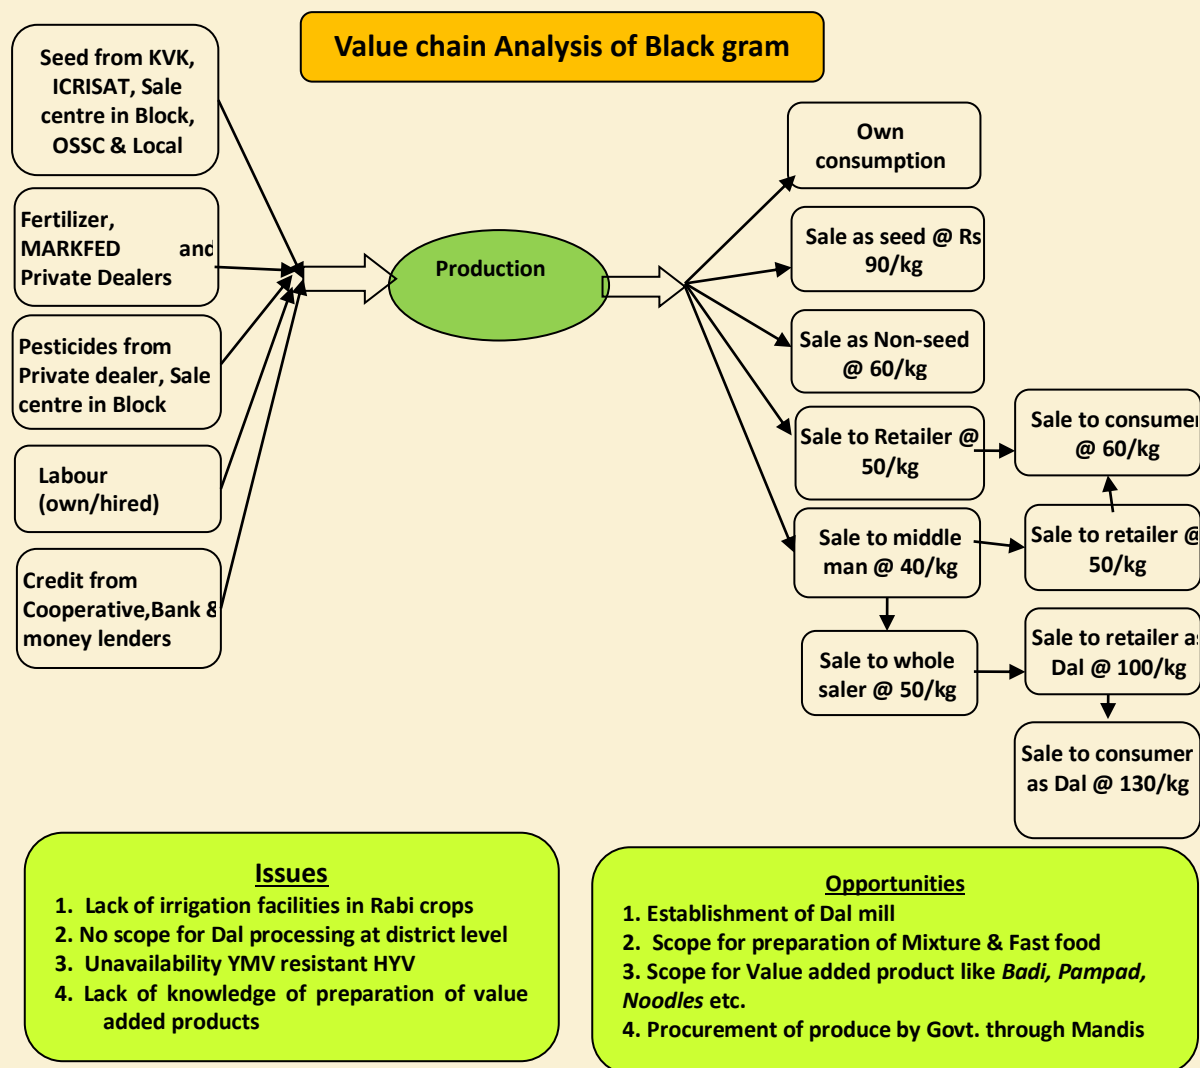 Value chain Analysis of Black gram
Seed from KVK,
ICRISAT, Sale
centre in Block,
OSSC & Local
Fertilizer,
MARKFED and
Private Dealers
Pesticides from
Private dealer, Sale
centre in Block
Labour
(own/hired)
Credit from
Cooperative,Bank &
money lenders
Production
Own
consumption
Sale as seed @ Rs
90/kg
Sale as Non-seed
@ 60/kg
Sale to Retailer @
50/kg
Sale to consumer
@ 60/kg
Sale to middle
man @ 40/kg
Sale to retailer @
50/kg
Sale to whole
saler @ 50/kg
Sale to retailer as
Dal @ 100/kg
Sale to consumer
as Dal @ 130/kg
Issues
1. Lack of irrigation facilities in Rabi crops
2. No scope for Dal processing at district level
3. Unavailability YMV resistant HYV
4. Lack of knowledge of preparation of value
added products
Opportunities
1. Establishment of Dal mill
2. Scope for preparation of Mixture & Fast food
3. Scope for Value added product like Badi, Pampad,
Noodles etc.
4. Procurement of produce by Govt. through Mandis